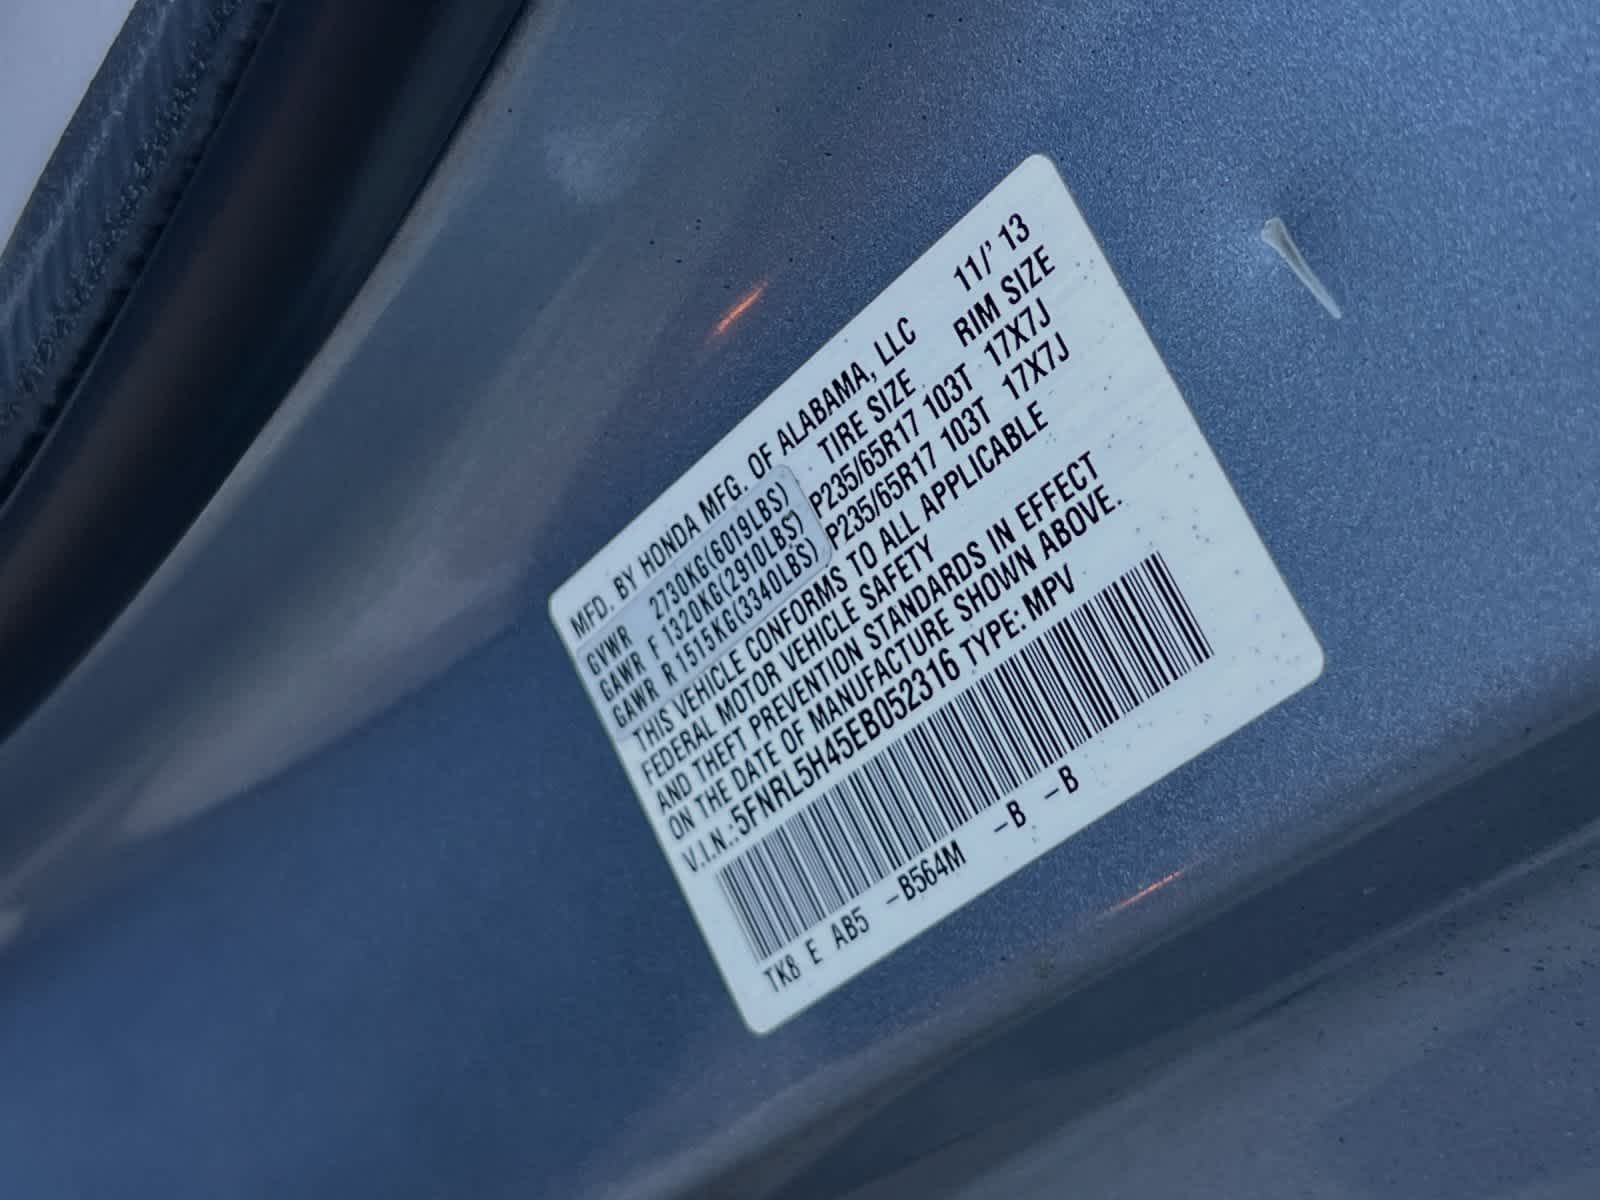 MFD. BY HONDA MFG. OF ALABAMA, LLC 11/' 13
GVWR 2730KG(6019LBS) TIRE SIZE RIM SIZE
GAWR F 1320KG(2910LBS) P235/65R17 103T 17X7J
GAWR R 1515KG(3340LBS) P235/65R17 103T 17X7J
THIS VEHICLE CONFORMS TO ALL APPLICABLE
FEDERAL MOTOR VEHICLE SAFETY
AND THEFT PREVENTION STANDARDS IN EFFECT
ON THE DATE OF MANUFACTURE SHOWN ABOVE.
V.I.N.:5FNRL5H45EB052316 TYPE: MPV
TK8 E AB5 -B564M -B -B